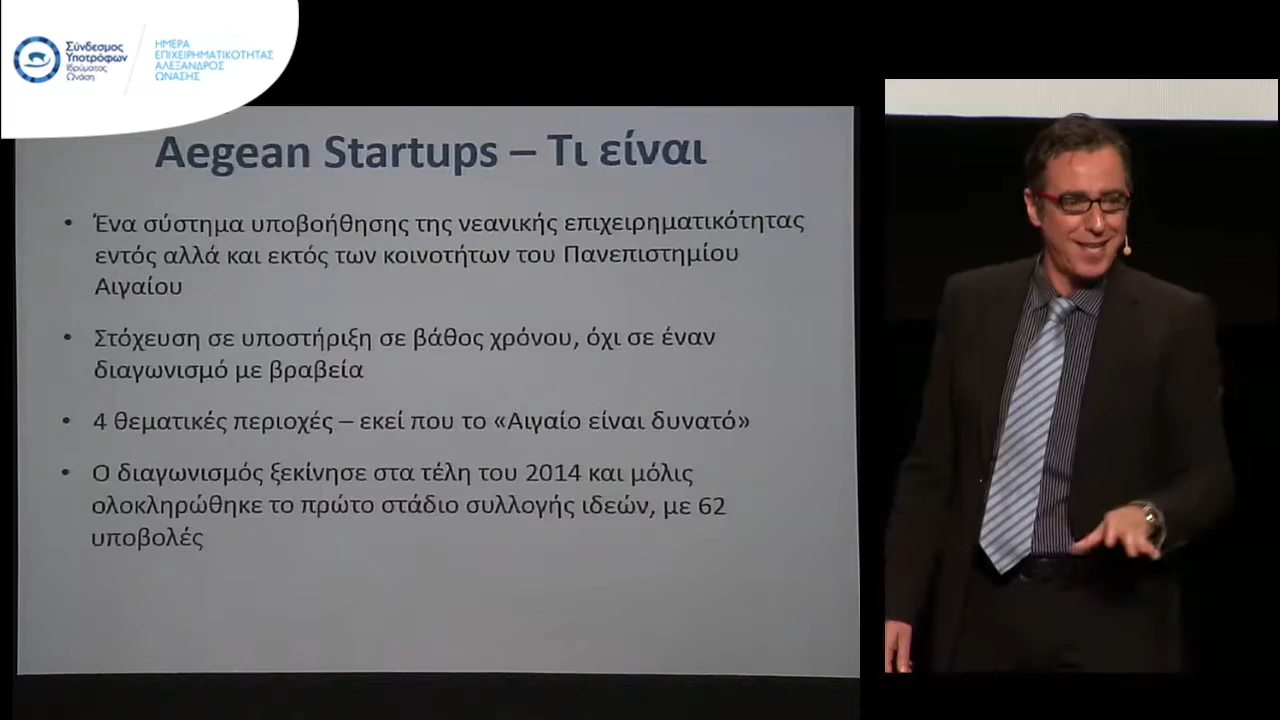 Σύνδεσμος
Υποτρόφων
Ιδρύματος
Ωνάση
ΗΜΕΡΑ
ΕΠΙΧΕΙΡΗΜΑΤΙΚΟΤΗΤΑΣ
ΑΛΕΞΑΝΔΡΟΣ
ΩΝΑΣΗΣ
Aegean Startups – Τι είναι
• Ένα σύστημα υποβοήθησης της νεανικής επιχειρηματικότητας
εντός αλλά και εκτός των κοινοτήτων του Πανεπιστημίου
Αιγαίου
• Στόχευση σε υποστήριξη σε βάθος χρόνου, όχι σε έναν
διαγωνισμό με βραβεία
• 4 θεματικές περιοχές – εκεί που το «Αιγαίο είναι δυνατό»
• Ο διαγωνισμός ξεκίνησε στα τέλη του 2014 και μόλις
ολοκληρώθηκε το πρώτο στάδιο συλλογής ιδεών, με 62
υποβολές